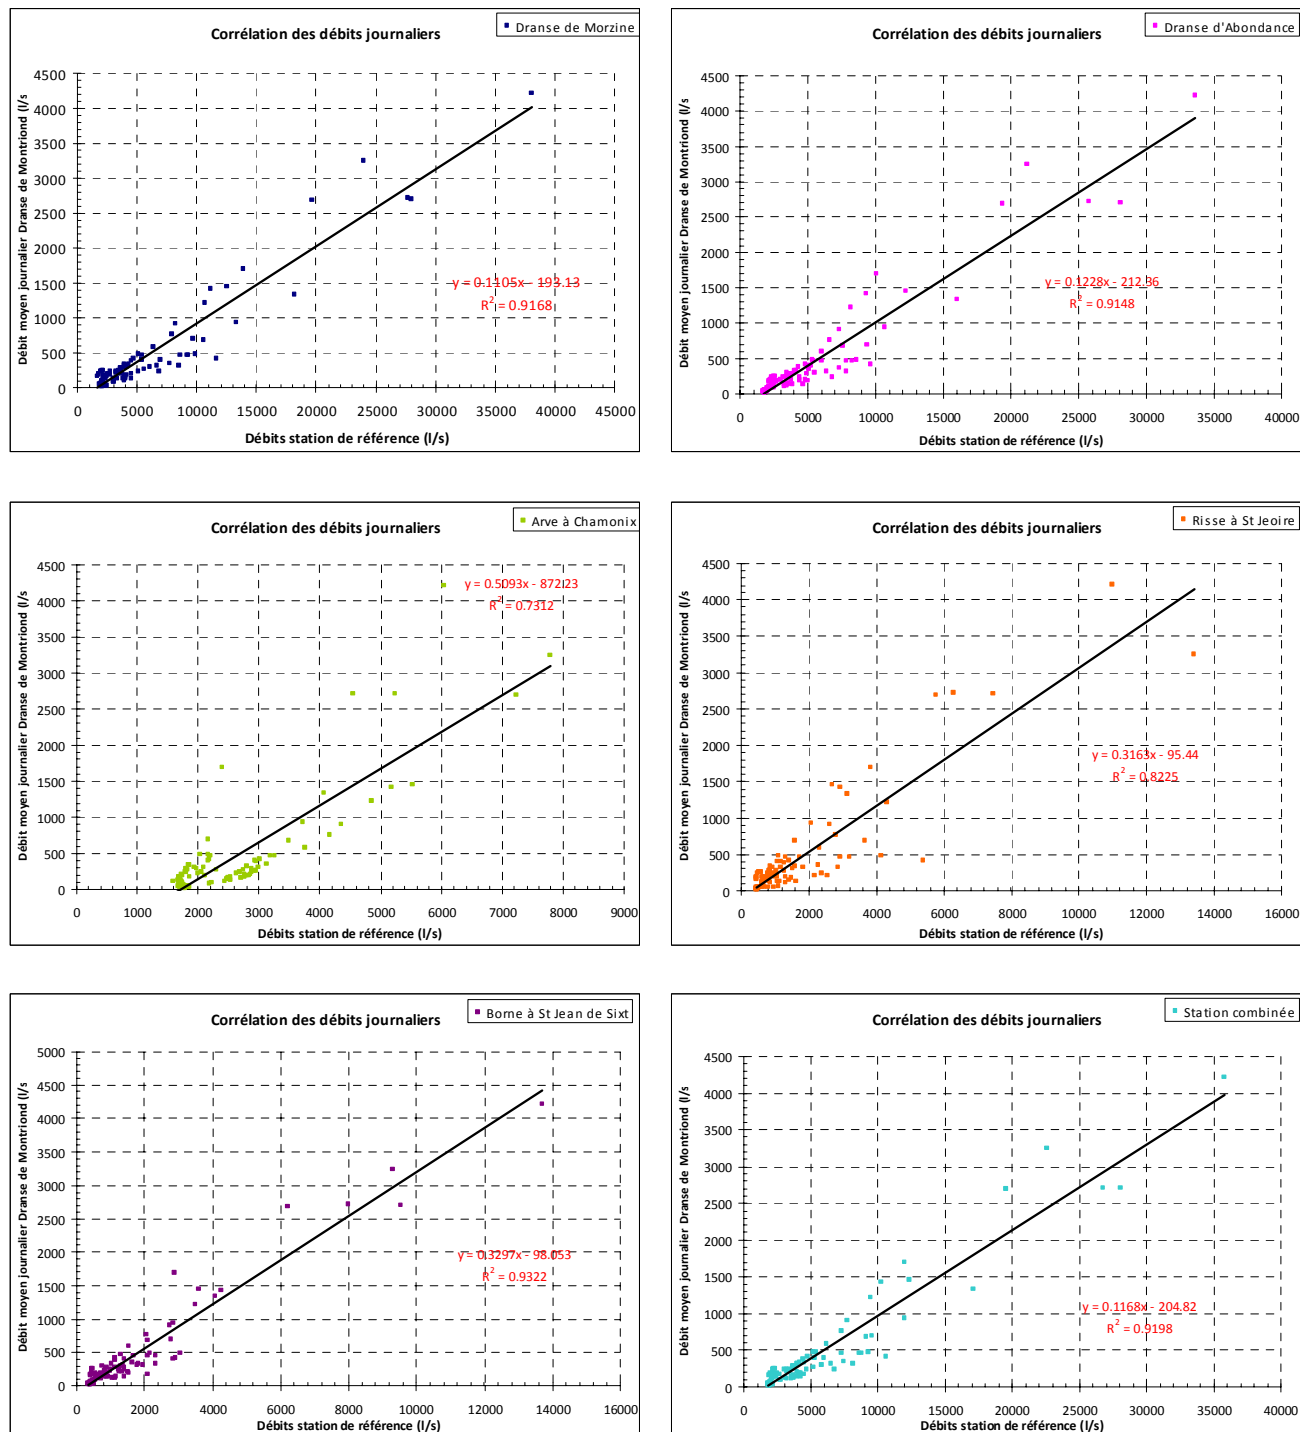 Corrélation des débits journaliers
Dranse de Morzine
Débit moyen journalier Dranse de Montriond (l/s
4500
4000
3500
3000
2500
2000
1500
1000
500
0
y = 0.1105x - 193.13
R² = 0.9168
0 5000 10000 15000 20000 25000 30000 35000 40000 45000
Débits station de référence (l/s)
Corrélation des débits journaliers
Dranse d'Abondance
Débit moyen journalier Dranse de Montriond (l/s
4500
4000
3500
3000
2500
2000
1500
1000
500
0
y = 0.1228x - 212.36
R² = 0.9148
0 5000 10000 15000 20000 25000 30000 35000 40000
Débits station de référence (l/s)
Corrélation des débits journaliers
Arve à Chamonix
Débit moyen journalier Dranse de Montriond (l/s
4500
4000
3500
3000
2500
2000
1500
1000
500
0
y = 0.5093x - 872.23
R² = 0.7312
0 1000 2000 3000 4000 5000 6000 7000 8000 9000
Débits station de référence (l/s)
Corrélation des débits journaliers
Risse à St Jeoire
Débit moyen journalier Dranse de Montriond (l/s
4500
4000
3500
3000
2500
2000
1500
1000
500
0
y = 0.3163x - 95.44
R² = 0.8225
0 2000 4000 6000 8000 10000 12000 14000 16000
Débits station de référence (l/s)
Corrélation des débits journaliers
Borne à St Jean de Sixt
Débit moyen journalier Dranse de Montriond (l/s
5000
4500
4000
3500
3000
2500
2000
1500
1000
500
0
y = 0.3297x - 98.053
R² = 0.9322
0 2000 4000 6000 8000 10000 12000 14000 16000
Débits station de référence (l/s)
Corrélation des débits journaliers
Station combinée
Débit moyen journalier Dranse de Montriond (l/s
4500
4000
3500
3000
2500
2000
1500
1000
500
0
y = 0.1168x - 204.82
R² = 0.9198
0 5000 10000 15000 20000 25000 30000 35000 40000
Débits station de référence (l/s)